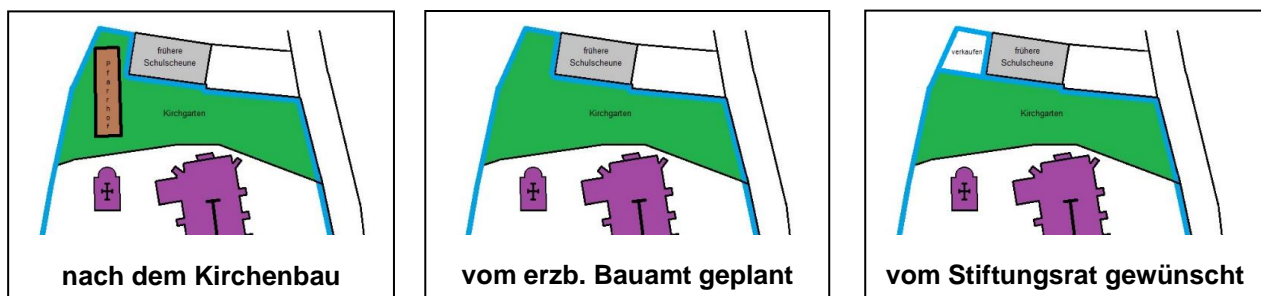 frühere
Schulscheune
Pfarrhof
Kirchgarten
nach dem Kirchenbau
frühere
Schulscheune
Kirchgarten
vom erzb. Bauamt geplant
verkaufen
frühere
Schulscheune
Kirchgarten
vom Stiftungsrat gewünscht